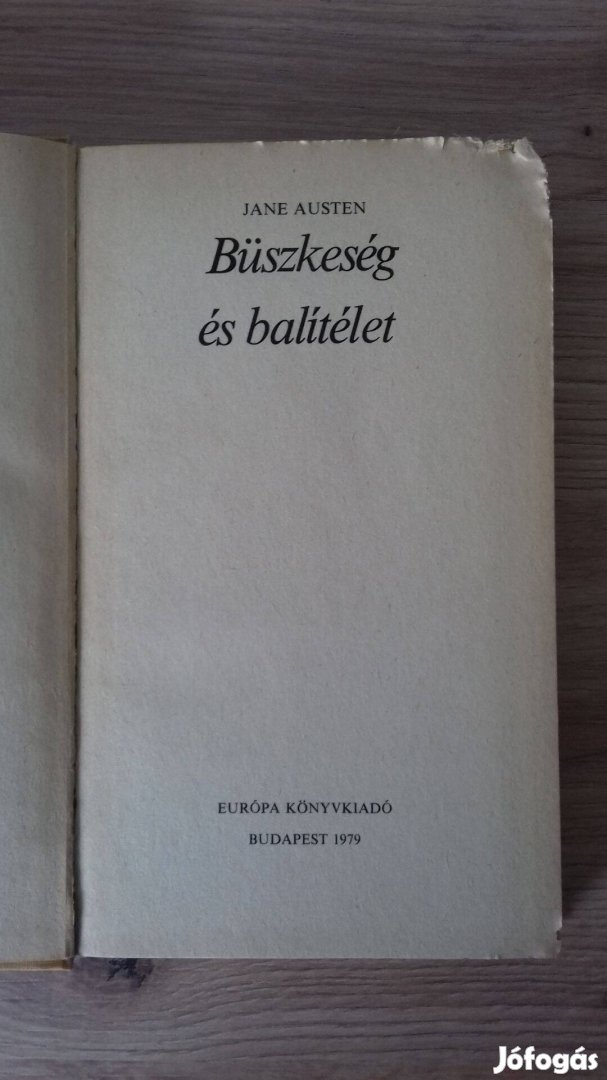 JANE AUSTEN
Büszkeség
és balítélet
EURÓPA KÖNYVKIADÓ
BUDAPEST 1979
Jófogás